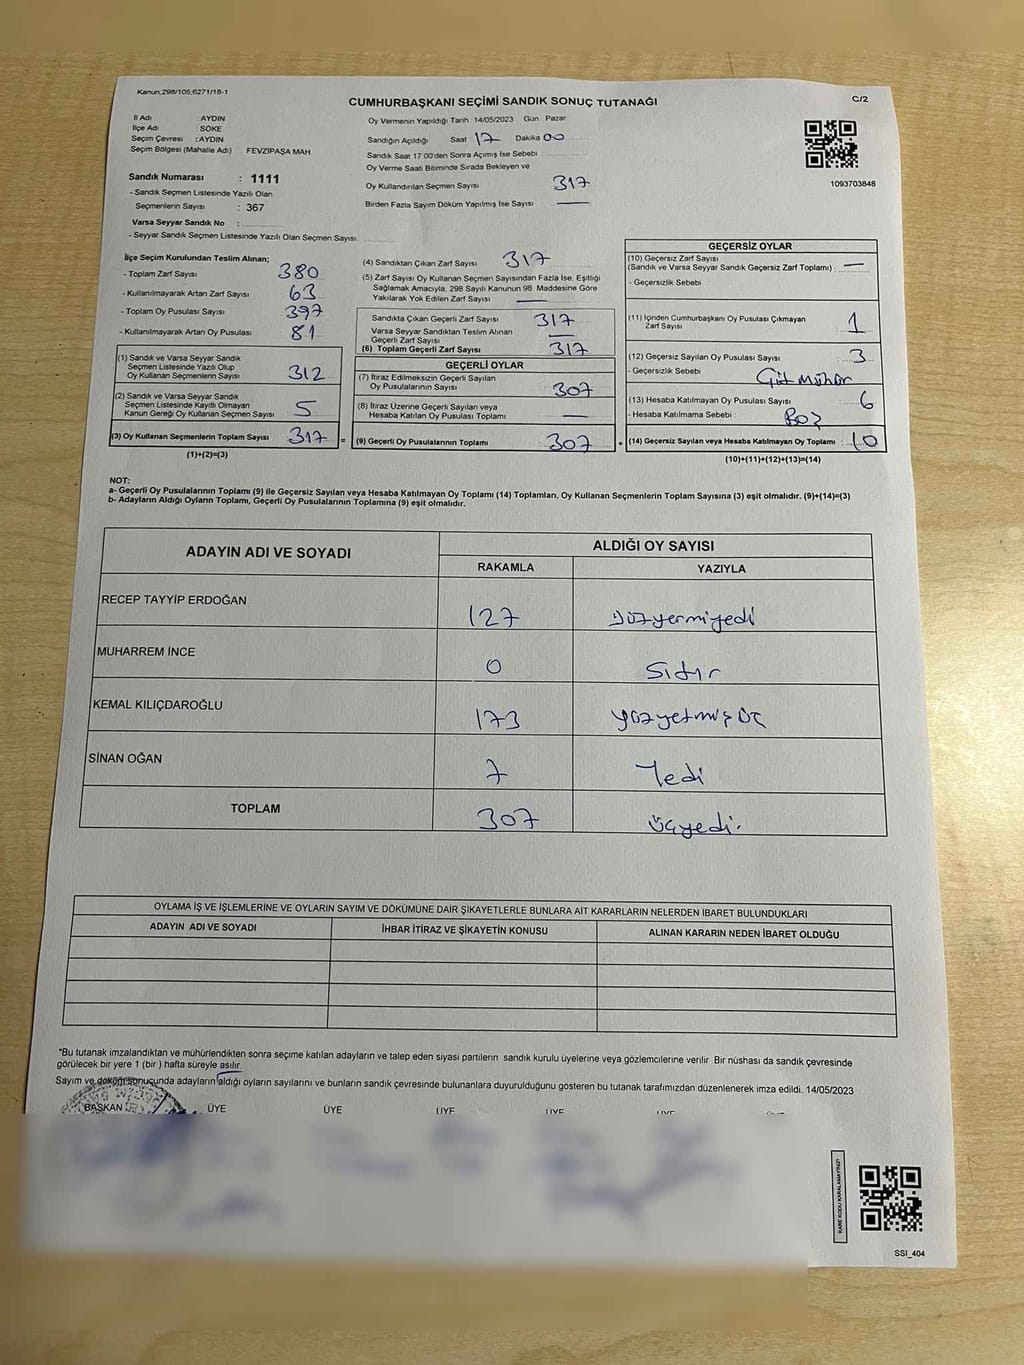 Kanun,298/105,6271/18-1
CUMHURBAŞKANI SEÇİMİ SANDIK SONUÇ TUTANAĞI
C/2
İl Adı AYDIN
İlçe Adı SÖKE
Seçim Çevresi : AYDIN
Seçim Bölgesi (Mahalle Adı) : FEVZİPAŞA MAH.
Sandık Numarası : 1111
- Sandık Seçmen Listesinde Yazılı Olan
Seçmenlerin Sayısı : 367
Varsa Seyyar Sandık No :
- Seyyar Sandık Seçmen Listesinde Yazılı Olan Seçmen Sayısı:
Oy Vermenin Yapıldığı Tarih :14/05/2023 Gün : Pazar
Sandığın Açıldığı Saat 17 Dakika 00
Sandık Saat 17:00'den Sonra Açılmış İse Sebebi
Oy Verme Saati Bitiminde Sırada Bekleyen ve
Oy Kullandırılan Seçmen Sayısı 317
Birden Fazla Sayım Döküm Yapılmış İse Sayısı —
1093703848
İlçe Seçim Kurulundan Teslim Alınan;
- Toplam Zarf Sayısı 380
- Kullanılmayarak Artan Zarf Sayısı 63
- Toplam Oy Pusulası Sayısı 397
- Kullanılmayarak Artan Oy Pusulası 81
(1) Sandık ve Varsa Seyyar Sandık
Seçmen Listesinde Yazılı Olup
Oy Kullanan Seçmenlerin Sayısı 312
(2) Sandık ve Varsa Seyyar Sandık
Seçmen Listesinde Kayıtlı Olmayan
Kanun Gereği Oy Kullanan Seçmen Sayısı 5
(3) Oy Kullanan Seçmenlerin Toplam Sayısı 317 =
(1)+(2)=(3)
(4) Sandıktan Çıkan Zarf Sayısı 317
(5) Zarf Sayısı Oy Kullanan Seçmen Sayısından Fazla İse, Eşitliği
Sağlamak Amacıyla; 298 Sayılı Kanunun 98. Maddesine Göre
Yakılarak Yok Edilen Zarf Sayısı —
Sandıkta Çıkan Geçerli Zarf Sayısı 317
Varsa Seyyar Sandıktan Teslim Alınan
Geçerli Zarf Sayısı —
(6) Toplam Geçerli Zarf Sayısı 317
GEÇERLİ OYLAR
(7) İtiraz Edilmeksizin Geçerli Sayılan
Oy Pusulalarının Sayısı 307
(8) İtiraz Üzerine Geçerli Sayılan veya
Hesaba Katılan Oy Pusulası Toplamı —
(9) Geçerli Oy Pusulalarının Toplamı 307 +
GEÇERSİZ OYLAR
(10) Geçersiz Zarf Sayısı
(Sandık ve Varsa Seyyar Sandık Geçersiz Zarf Toplamı) : —
- Geçersizlik Sebebi
(11) İçinden Cumhurbaşkanı Oy Pusulası Çıkmayan
Zarf Sayısı 1
(12) Geçersiz Sayılan Oy Pusulası Sayısı : 3
- Geçersizlik Sebebi Çift Mühür
(13) Hesaba Katılmayan Oy Pusulası Sayısı : 6
- Hesaba Katılmama Sebebi : Boş
(14) Geçersiz Sayılan veya Hesaba Katılmayan Oy Toplamı : 10
(10)+(11)+(12)+(13)=(14)
NOT:
a- Geçerli Oy Pusulalarının Toplamı (9) ile Geçersiz Sayılan veya Hesaba Katılmayan Oy Toplamı (14) Toplamları, Oy Kullanan Seçmenlerin Toplam Sayısına (3) eşit olmalıdır. (9)+(14)=(3)
b- Adayların Aldığı Oyların Toplamı, Geçerli Oy Pusulalarının Toplamına (9) eşit olmalıdır.
ADAYIN ADI VE SOYADI
ALDIĞI OY SAYISI
RAKAMLA YAZIYLA
RECEP TAYYİP ERDOĞAN 127 yüzyermiyedi
MUHARREM İNCE 0 Sıfır
KEMAL KILIÇDAROĞLU 173 yüzyetmişüç
SİNAN OĞAN 7 Yedi
TOPLAM 307 üçyedi.
OYLAMA İŞ VE İŞLEMLERİNE VE OYLARIN SAYIM VE DÖKÜMÜNE DAİR ŞİKAYETLERLE BUNLARA AİT KARARLARIN NELERDEN İBARET BULUNDUKLARI
ADAYIN ADI VE SOYADI İHBAR İTİRAZ VE ŞİKAYETİN KONUSU ALINAN KARARIN NEDEN İBARET OLDUĞU
*Bu tutanak imzalandıktan ve mühürlendikten sonra seçime katılan adayların ve talep eden siyasi partilerin sandık kurulu üyelerine veya gözlemcilerine verilir. Bir nüshası da sandık çevresinde
görülecek bir yere 1 (bir ) hafta süreyle asılır.
Sayım ve döküm sonucunda adayların aldığı oyların sayılarını ve bunların sandık çevresinde bulunanlara duyurulduğunu gösteren bu tutanak tarafımızdan düzenlenerek imza edildi. 14/05/2023
BAŞKAN ÜYE ÜYE ÜYE ÜYE ÜYE ÜYE
KARE KODU KARALAMAYINIZ!
SSI_404